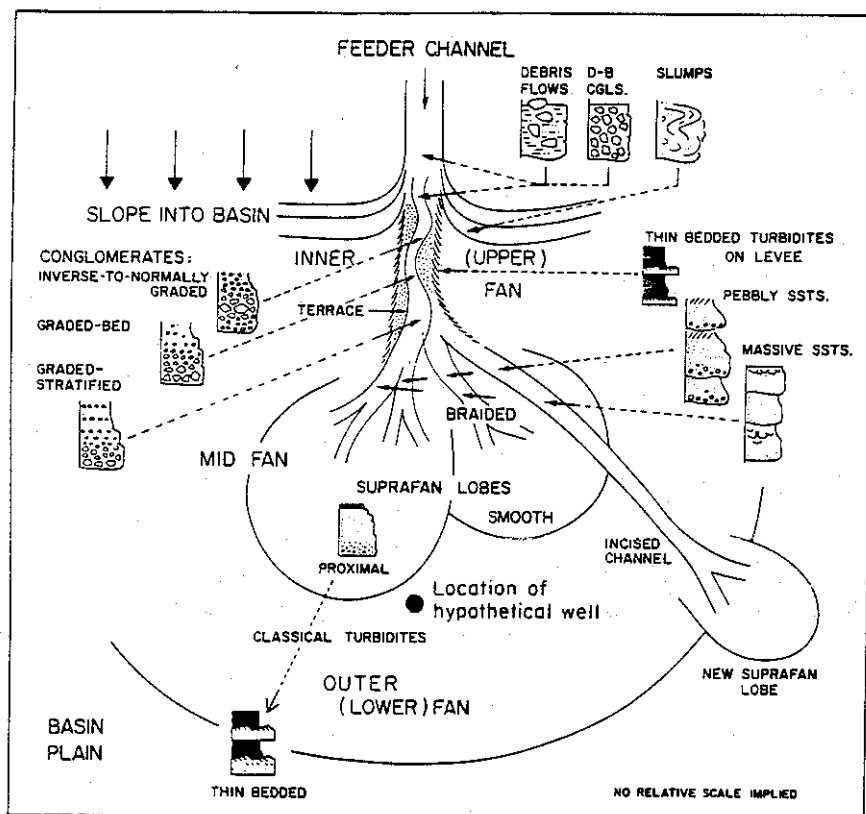 FEEDER CHANNEL
DEBRIS
FLOWS
D-B
CGLS.
SLUMPS
SLOPE INTO BASIN
CONGLOMERATES:
INVERSE-TO-NORMALLY
GRADED
INNER
(UPPER)
FAN
THIN BEDDED TURBIDITES
ON LEVEE
PEBBLY SSTS.
GRADED-BED
TERRACE
MASSIVE SSTS.
GRADED-
STRATIFIED
BRAIDED
MID FAN
SUPRAFAN LOBES
SMOOTH
INCISED
CHANNEL
PROXIMAL
Location of
hypothetical well
CLASSICAL TURBIDITES
NEW SUPRAFAN
LOBE
OUTER
(LOWER) FAN
BASIN
PLAIN
THIN BEDDED
NO RELATIVE SCALE IMPLIED